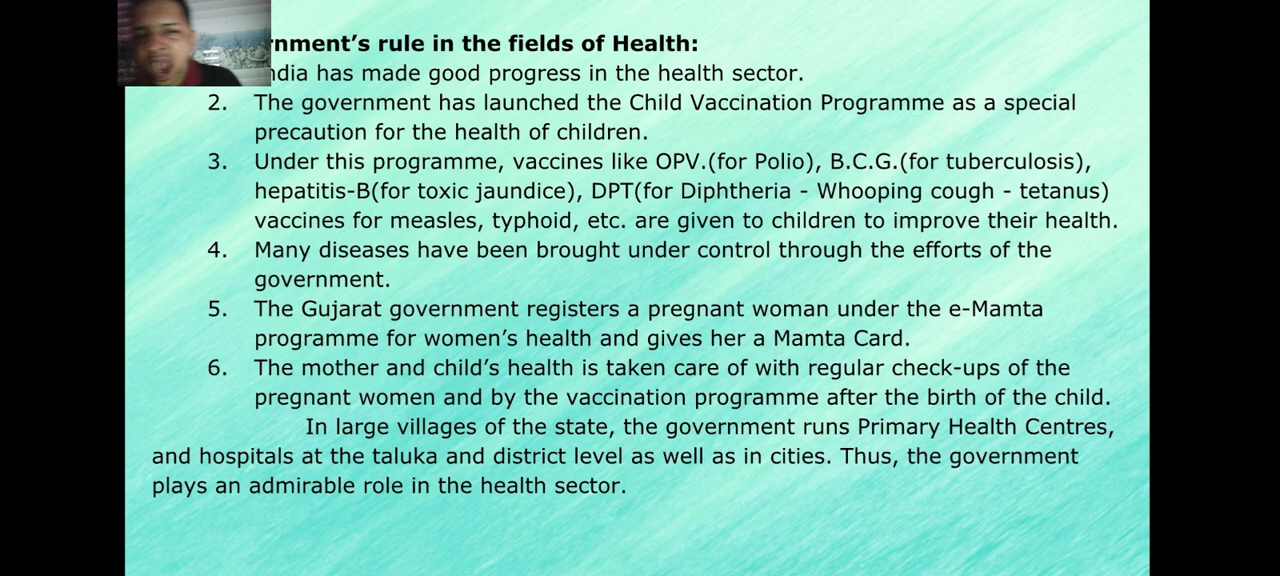 rnment’s rule in the fields of Health:
ndia has made good progress in the health sector.
2. The government has launched the Child Vaccination Programme as a special
precaution for the health of children.
3. Under this programme, vaccines like OPV.(for Polio), B.C.G.(for tuberculosis),
hepatitis-B(for toxic jaundice), DPT(for Diphtheria - Whooping cough - tetanus)
vaccines for measles, typhoid, etc. are given to children to improve their health.
4. Many diseases have been brought under control through the efforts of the
government.
5. The Gujarat government registers a pregnant woman under the e-Mamta
programme for women’s health and gives her a Mamta Card.
6. The mother and child’s health is taken care of with regular check-ups of the
pregnant women and by the vaccination programme after the birth of the child.
In large villages of the state, the government runs Primary Health Centres,
and hospitals at the taluka and district level as well as in cities. Thus, the government
plays an admirable role in the health sector.